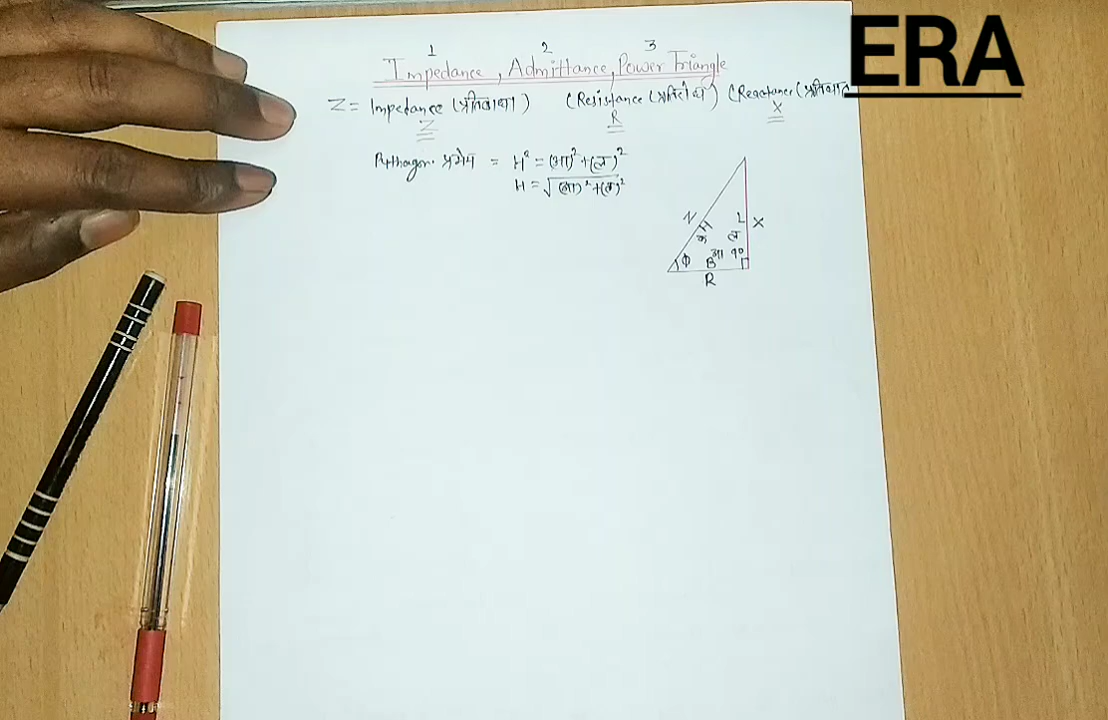 ERA
1 2 3
Impedance, Admittance, Power Triangle
Z = Impedance (प्रतिबाधा) (Resistance (प्रतिरोध) (Reactance (प्रतिघात
Z R X
Pythagor. प्रमेय = H² = (आ)² + (ल)²
H = √(आ)² + (ल)²
Z H क L ल X
Φ B आ 90
R